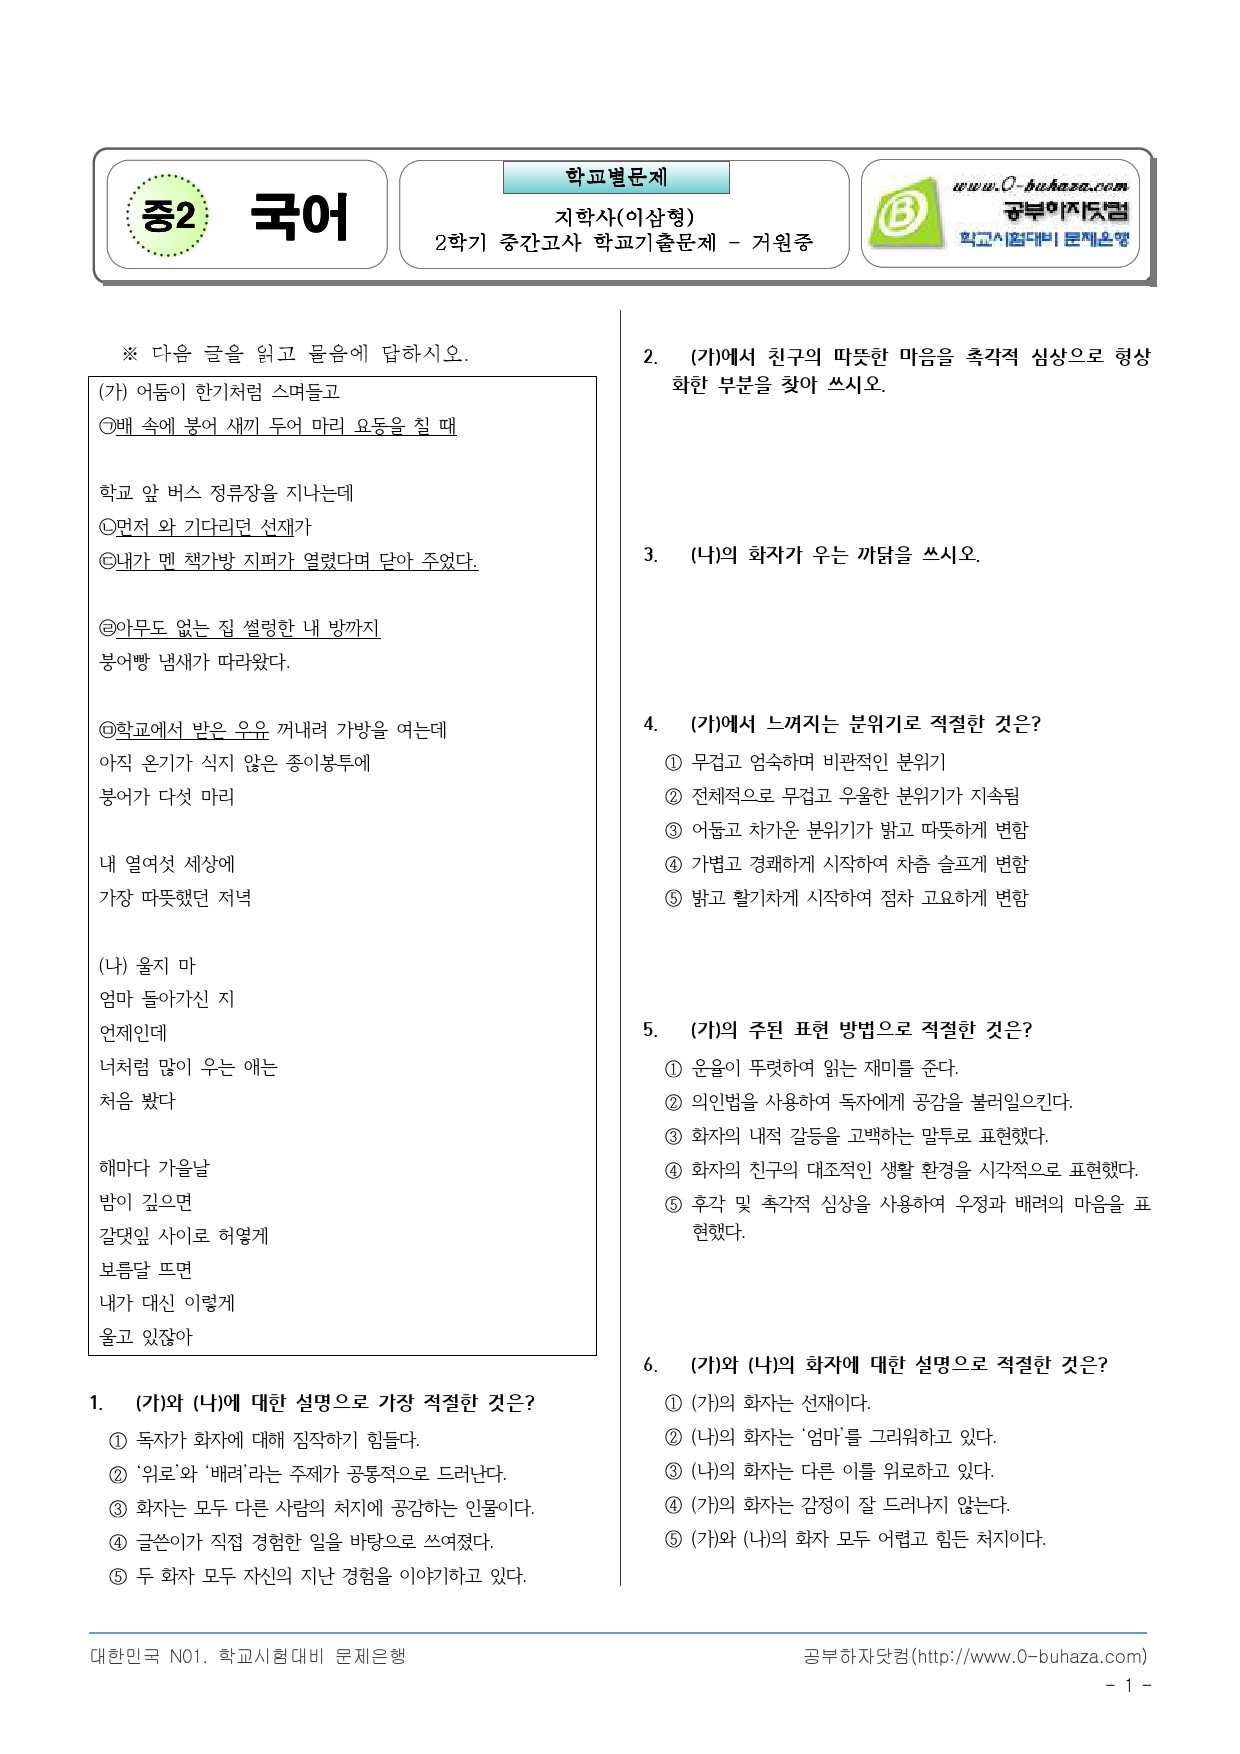 중2
국어
학교별문제
지학사(이삼형)
2학기 중간고사 학교기출문제 - 거원중
www.0-buhaza.com
공부하자닷컴
학교시험대비 문제은행
※ 다음 글을 읽고 물음에 답하시오.
(가) 어둠이 한기처럼 스며들고
㉠배 속에 붕어 새끼 두어 마리 요동을 칠 때
학교 앞 버스 정류장을 지나는데
㉡먼저 와 기다리던 선재가
㉢내가 멘 책가방 지퍼가 열렸다며 닫아 주었다.
㉣아무도 없는 집 썰렁한 내 방까지
붕어빵 냄새가 따라왔다.
㉤학교에서 받은 우유 꺼내려 가방을 여는데
아직 온기가 식지 않은 종이봉투에
붕어가 다섯 마리
내 열여섯 세상에
가장 따뜻했던 저녁
(나) 울지 마
엄마 돌아가신 지
언제인데
너처럼 많이 우는 애는
처음 봤다
해마다 가을날
밤이 깊으면
갈댓잎 사이로 허옇게
보름달 뜨면
내가 대신 이렇게
울고 있잖아
1. (가)와 (나)에 대한 설명으로 가장 적절한 것은?
① 독자가 화자에 대해 짐작하기 힘들다.
② ‘위로’와 ‘배려’라는 주제가 공통적으로 드러난다.
③ 화자는 모두 다른 사람의 처지에 공감하는 인물이다.
④ 글쓴이가 직접 경험한 일을 바탕으로 쓰여졌다.
⑤ 두 화자 모두 자신의 지난 경험을 이야기하고 있다.
2. (가)에서 친구의 따뜻한 마음을 촉각적 심상으로 형상
화한 부분을 찾아 쓰시오.
3. (나)의 화자가 우는 까닭을 쓰시오.
4. (가)에서 느껴지는 분위기로 적절한 것은?
① 무겁고 엄숙하며 비관적인 분위기
② 전체적으로 무겁고 우울한 분위기가 지속됨
③ 어둡고 차가운 분위기가 밝고 따뜻하게 변함
④ 가볍고 경쾌하게 시작하여 차츰 슬프게 변함
⑤ 밝고 활기차게 시작하여 점차 고요하게 변함
5. (가)의 주된 표현 방법으로 적절한 것은?
① 운율이 뚜렷하여 읽는 재미를 준다.
② 의인법을 사용하여 독자에게 공감을 불러일으킨다.
③ 화자의 내적 갈등을 고백하는 말투로 표현했다.
④ 화자의 친구의 대조적인 생활 환경을 시각적으로 표현했다.
⑤ 후각 및 촉각적 심상을 사용하여 우정과 배려의 마음을 표
현했다.
6. (가)와 (나)의 화자에 대한 설명으로 적절한 것은?
① (가)의 화자는 선재이다.
② (나)의 화자는 ‘엄마’를 그리워하고 있다.
③ (나)의 화자는 다른 이를 위로하고 있다.
④ (가)의 화자는 감정이 잘 드러나지 않는다.
⑤ (가)와 (나)의 화자 모두 어렵고 힘든 처지이다.
대한민국 N01. 학교시험대비 문제은행
공부하자닷컴(http://www.0-buhaza.com)
- 1 -